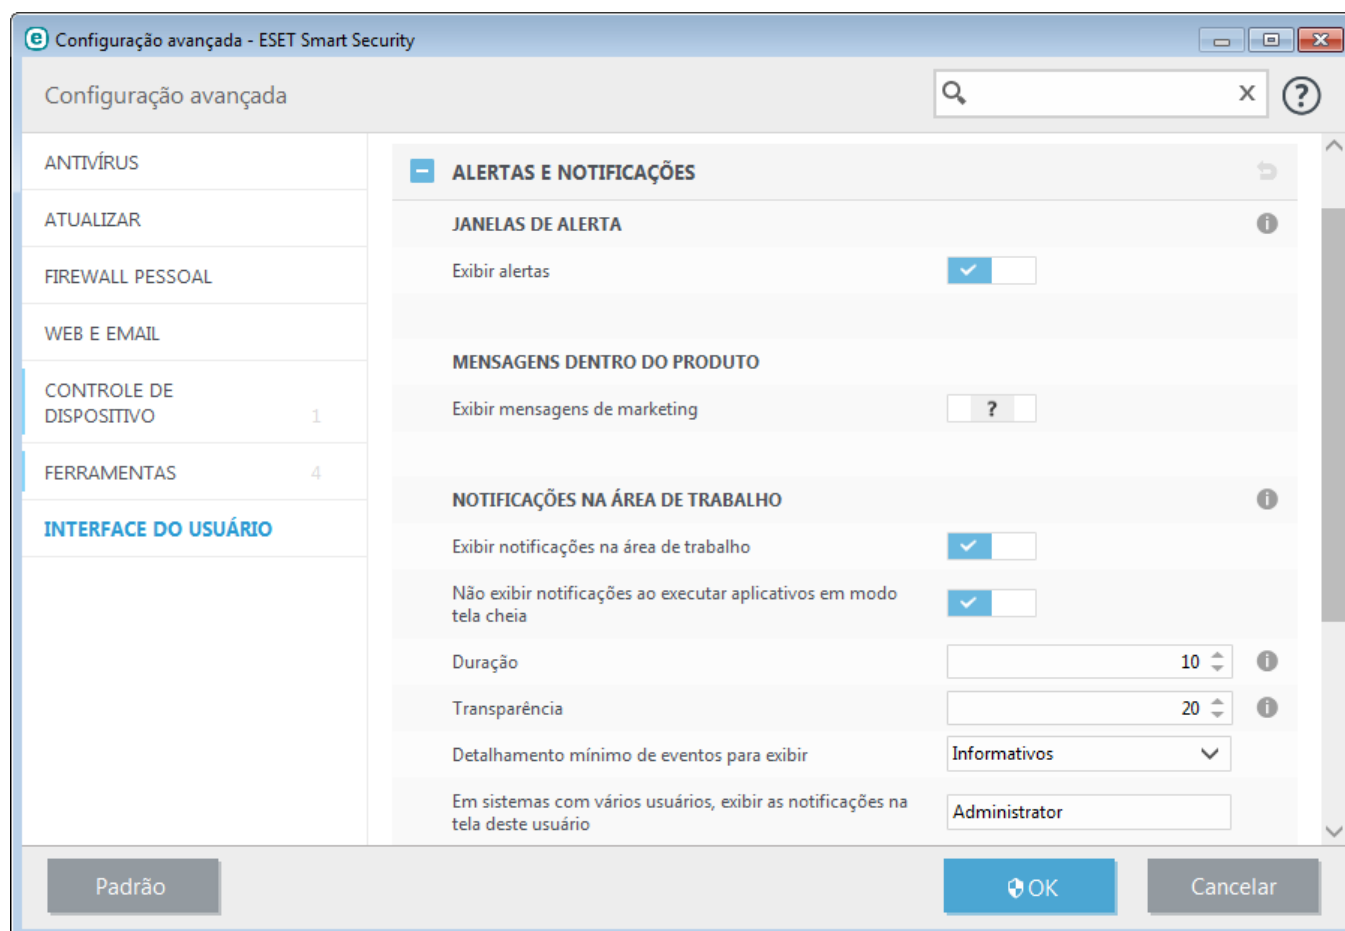 Configuração avançada - ESET Smart Security
Configuração avançada
x
?
ANTIVÍRUS
ATUALIZAR
FIREWALL PESSOAL
WEB E EMAIL
CONTROLE DE
DISPOSITIVO 1
FERRAMENTAS 4
INTERFACE DO USUÁRIO
ALERTAS E NOTIFICAÇÕES
JANELAS DE ALERTA
Exibir alertas
MENSAGENS DENTRO DO PRODUTO
Exibir mensagens de marketing ?
NOTIFICAÇÕES NA ÁREA DE TRABALHO
Exibir notificações na área de trabalho
Não exibir notificações ao executar aplicativos em modo
tela cheia
Duração 10
Transparência 20
Detalhamento mínimo de eventos para exibir Informativos
Em sistemas com vários usuários, exibir as notificações na
tela deste usuário
Administrator
Padrão
OK
Cancelar